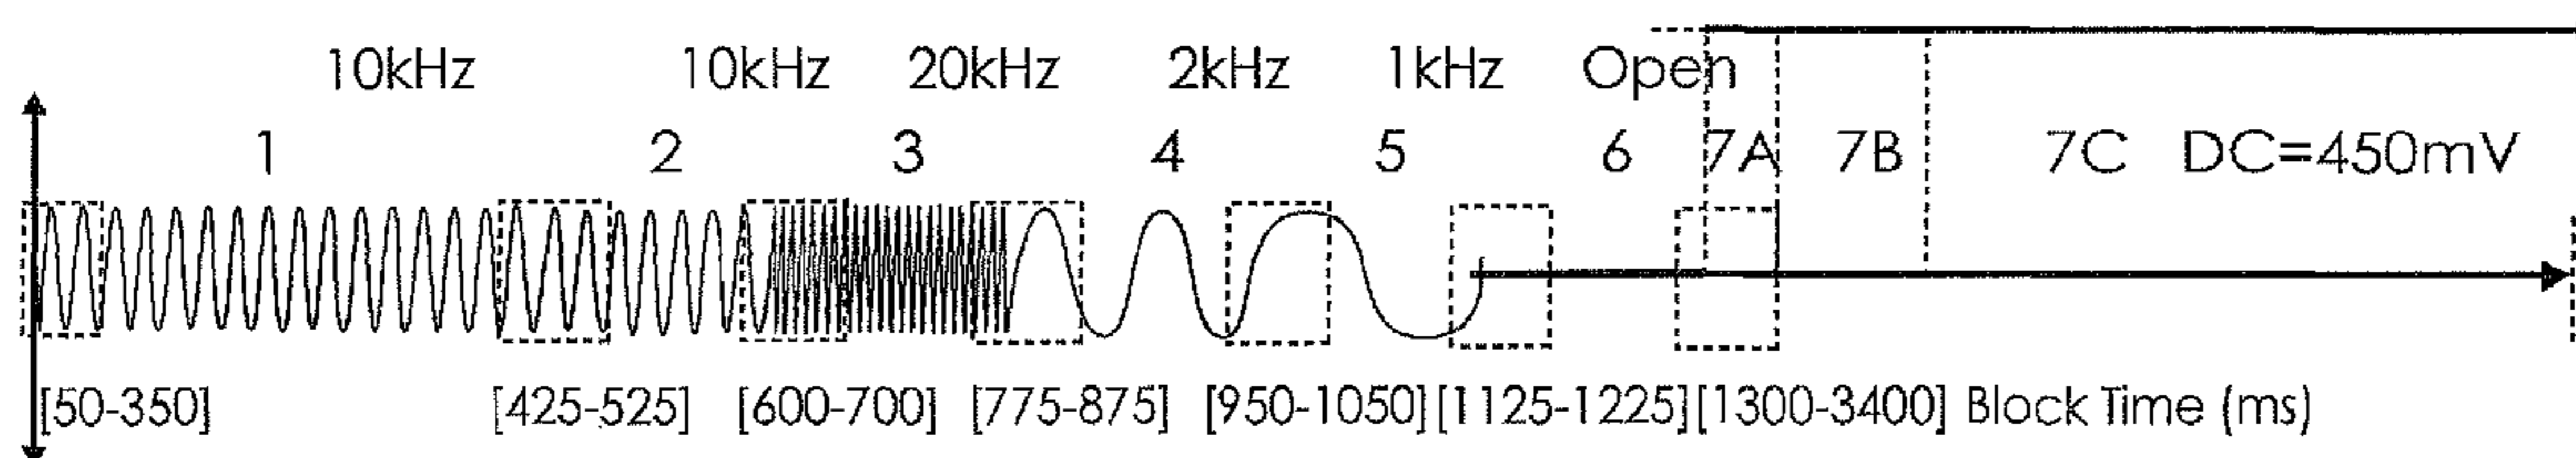 10kHz 10kHz 20kHz 2kHz 1kHz Open
1 2 3 4 5 6 7A 7B 7C DC=450mV
[50-350] [425-525] [600-700] [775-875] [950-1050] [1125-1225] [1300-3400] Block Time (ms)